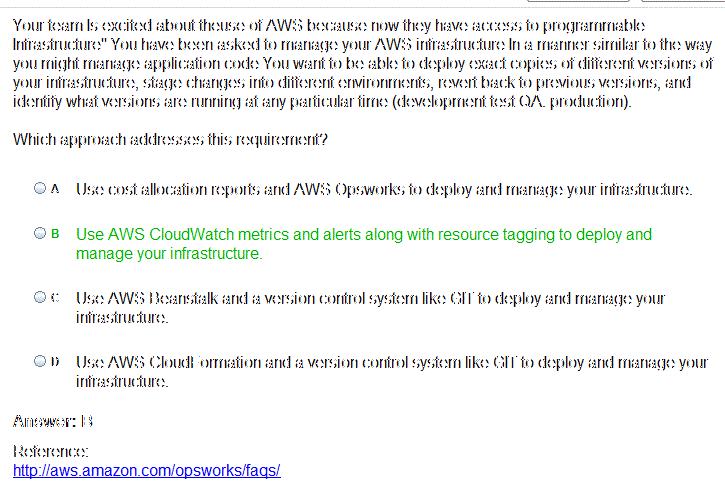 Your team Is excited about theuse of AWS because now they have access to programmable
Infrastructure" You have been asked to manage your AWS infrastructure In a manner similar to the way
you might manage application code You want to be able to deploy exact copies of different versions of
your infrastructure, stage changes into different environments, revert back to previous versions, and
identify what versions are running at any particular time (development test QA. production).
Which approach addresses this requirement?
A Use cost allocation reports and AWS Opsworks to deploy and manage your infrastructure.
B Use AWS CloudWatch metrics and alerts along with resource tagging to deploy and
manage your infrastructure.
C Use AWS Beanstalk and a version control system like GIT to deploy and manage your
infrastructure.
D Use AWS CloudFormation and a version control system like GIT to deploy and manage your
infrastructure.
Answer: B
Reference:
http://aws.amazon.com/opsworks/faqs/